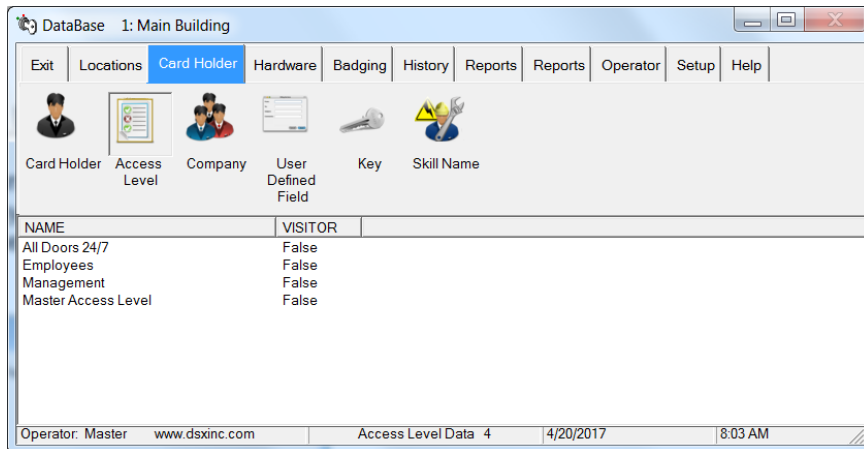 DataBase 1: Main Building
Exit Locations Card Holder Hardware Badging History Reports Reports Operator Setup Help
Card Holder Access Level Company User Defined Field Key Skill Name
NAME VISITOR
All Doors 24/7 False
Employees False
Management False
Master Access Level False
Operator: Master www.dsxinc.com Access Level Data 4 4/20/2017 8:03 AM